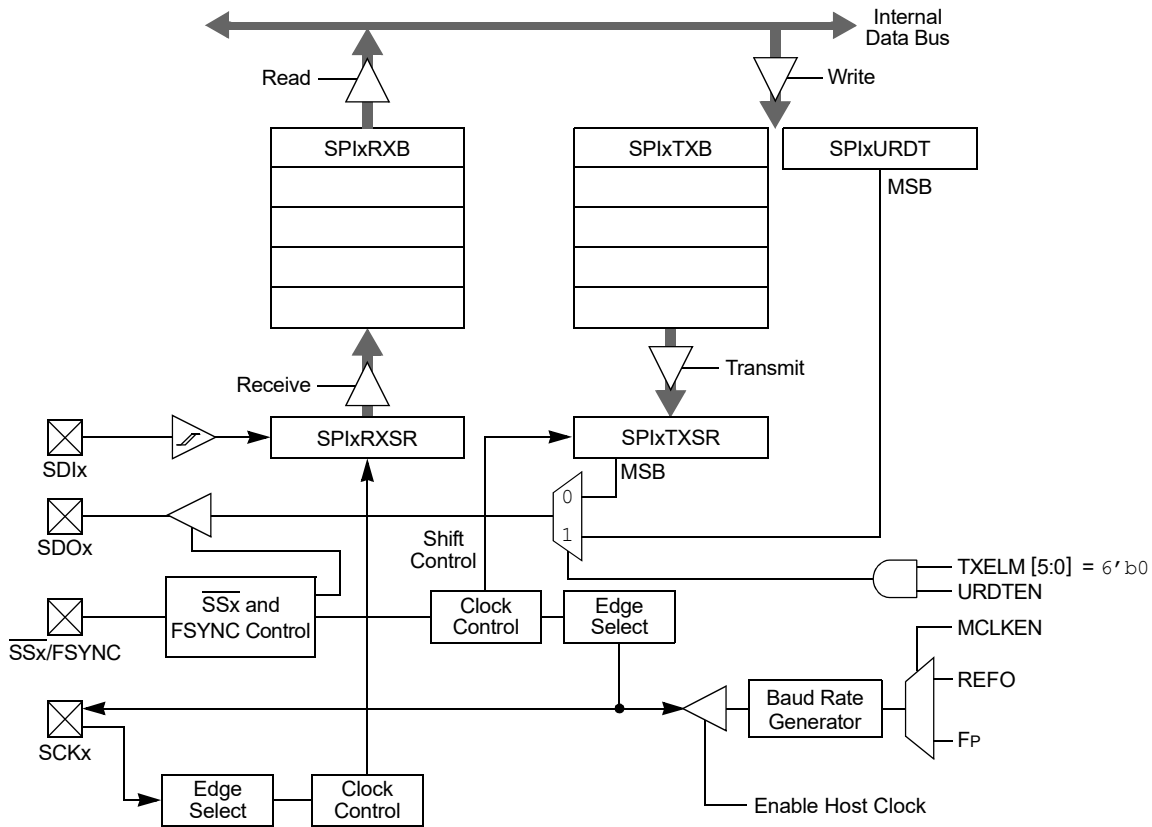 Internal
Data Bus
Read
Write
SPIxRXB
SPIxTXB
SPIxURDT
MSB
Receive
Transmit
SPIxRXSR
SPIxTXSR
SDIx
MSB
0
1
SDOx
Shift
Control
TXELM [5:0] = 6'b0
URDTEN
SSx and
FSYNC Control
Clock
Control
Edge
Select
SSx/FSYNC
MCLKEN
REFO
Baud Rate
Generator
FP
SCKx
Edge
Select
Clock
Control
Enable Host Clock